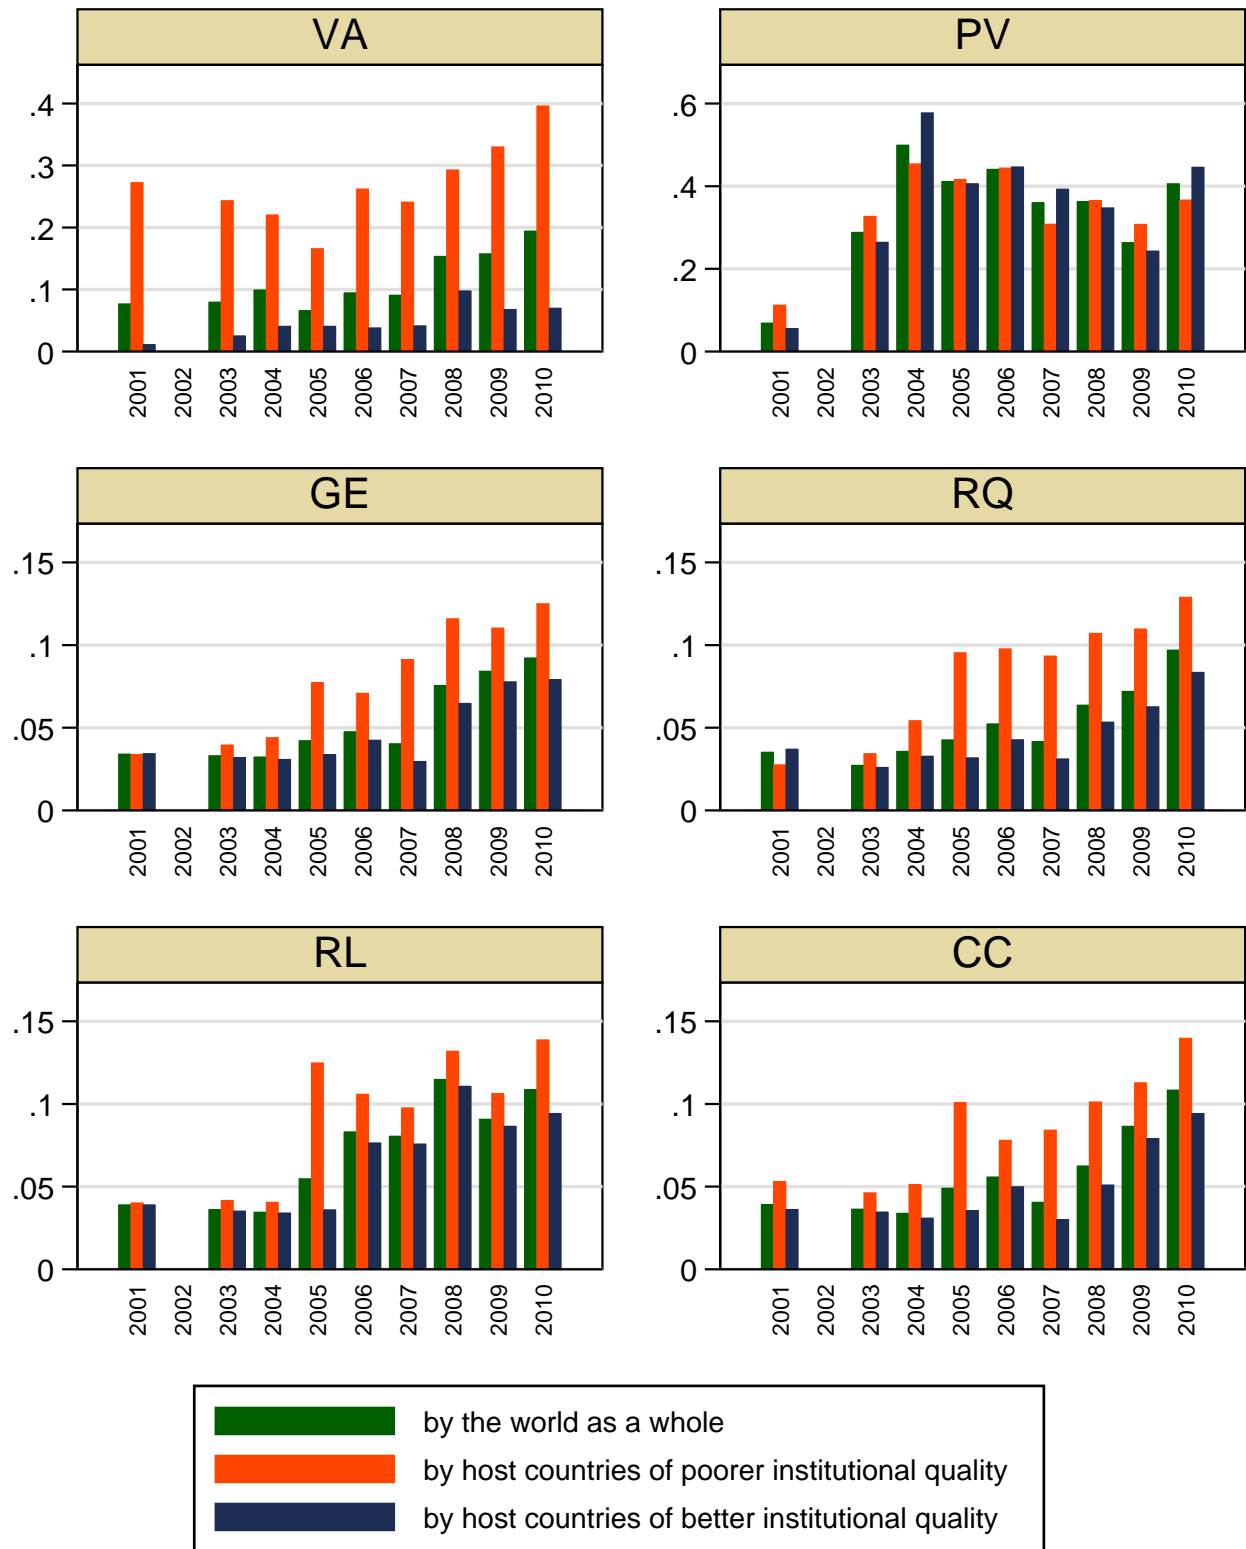 VA
.4
.3
.2
.1
0
2001 2002 2003 2004 2005 2006 2007 2008 2009 2010
PV
.6
.4
.2
0
2001 2002 2003 2004 2005 2006 2007 2008 2009 2010
GE
.15
.1
.05
0
2001 2002 2003 2004 2005 2006 2007 2008 2009 2010
RQ
.15
.1
.05
0
2001 2002 2003 2004 2005 2006 2007 2008 2009 2010
RL
.15
.1
.05
0
2001 2002 2003 2004 2005 2006 2007 2008 2009 2010
CC
.15
.1
.05
0
2001 2002 2003 2004 2005 2006 2007 2008 2009 2010
by the world as a whole
by host countries of poorer institutional quality
by host countries of better institutional quality